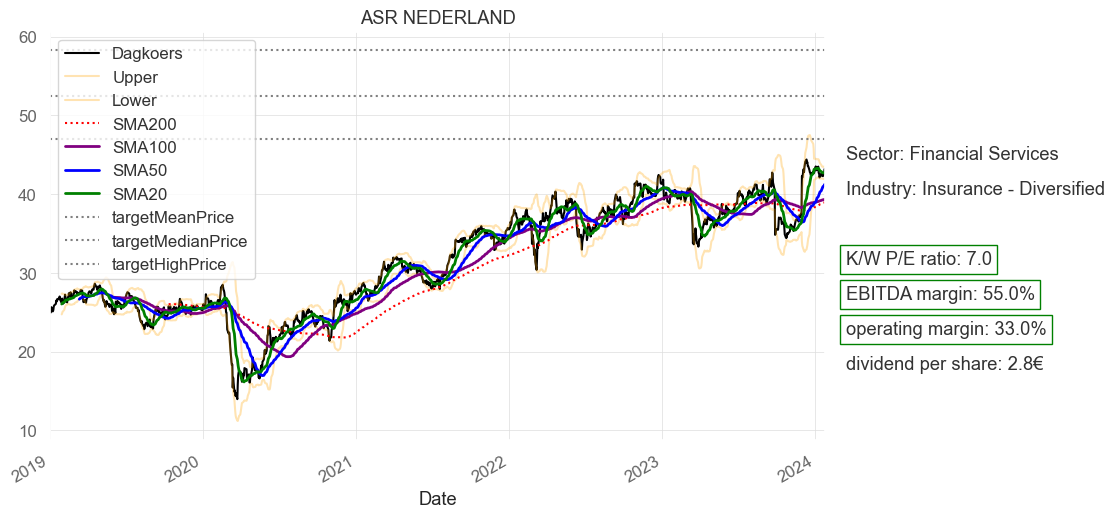 ASR NEDERLAND
60
50
40
30
20
10
Dagkoers
Upper
Lower
SMA200
SMA100
SMA50
SMA20
targetMeanPrice
targetMedianPrice
targetHighPrice
2019
2020
2021
2022
2023
2024
Date
Sector: Financial Services
Industry: Insurance - Diversified
K/W P/E ratio: 7.0
EBITDA margin: 55.0%
operating margin: 33.0%
dividend per share: 2.8€